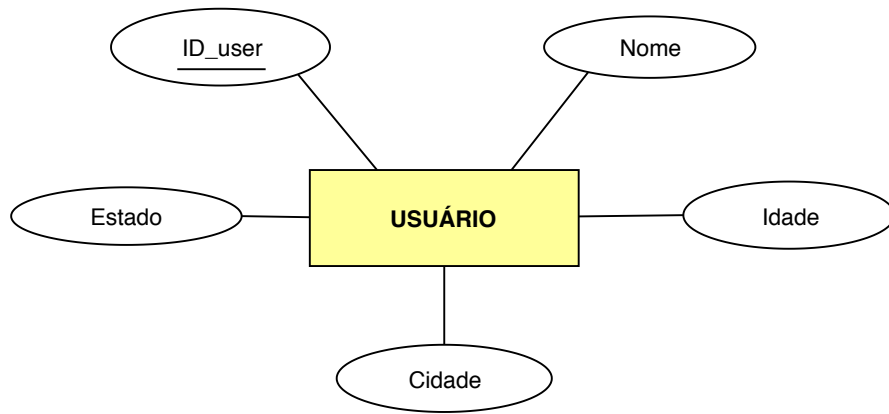 ID_user
Nome
Estado
USUÁRIO
Idade
Cidade